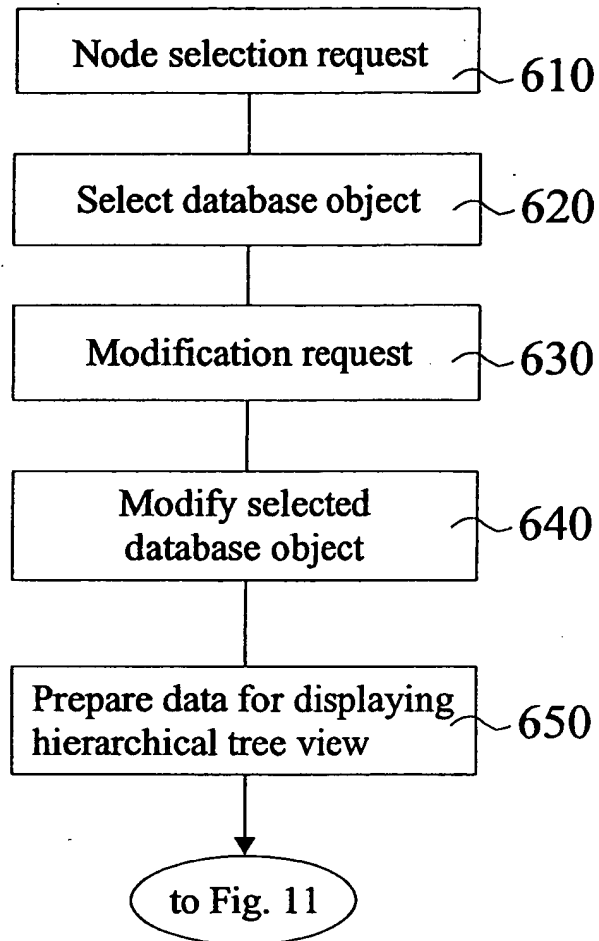 Node selection request
610
Select database object
620
Modification request
630
Modify selected
database object
640
Prepare data for displaying
hierarchical tree view
650
to Fig. 11